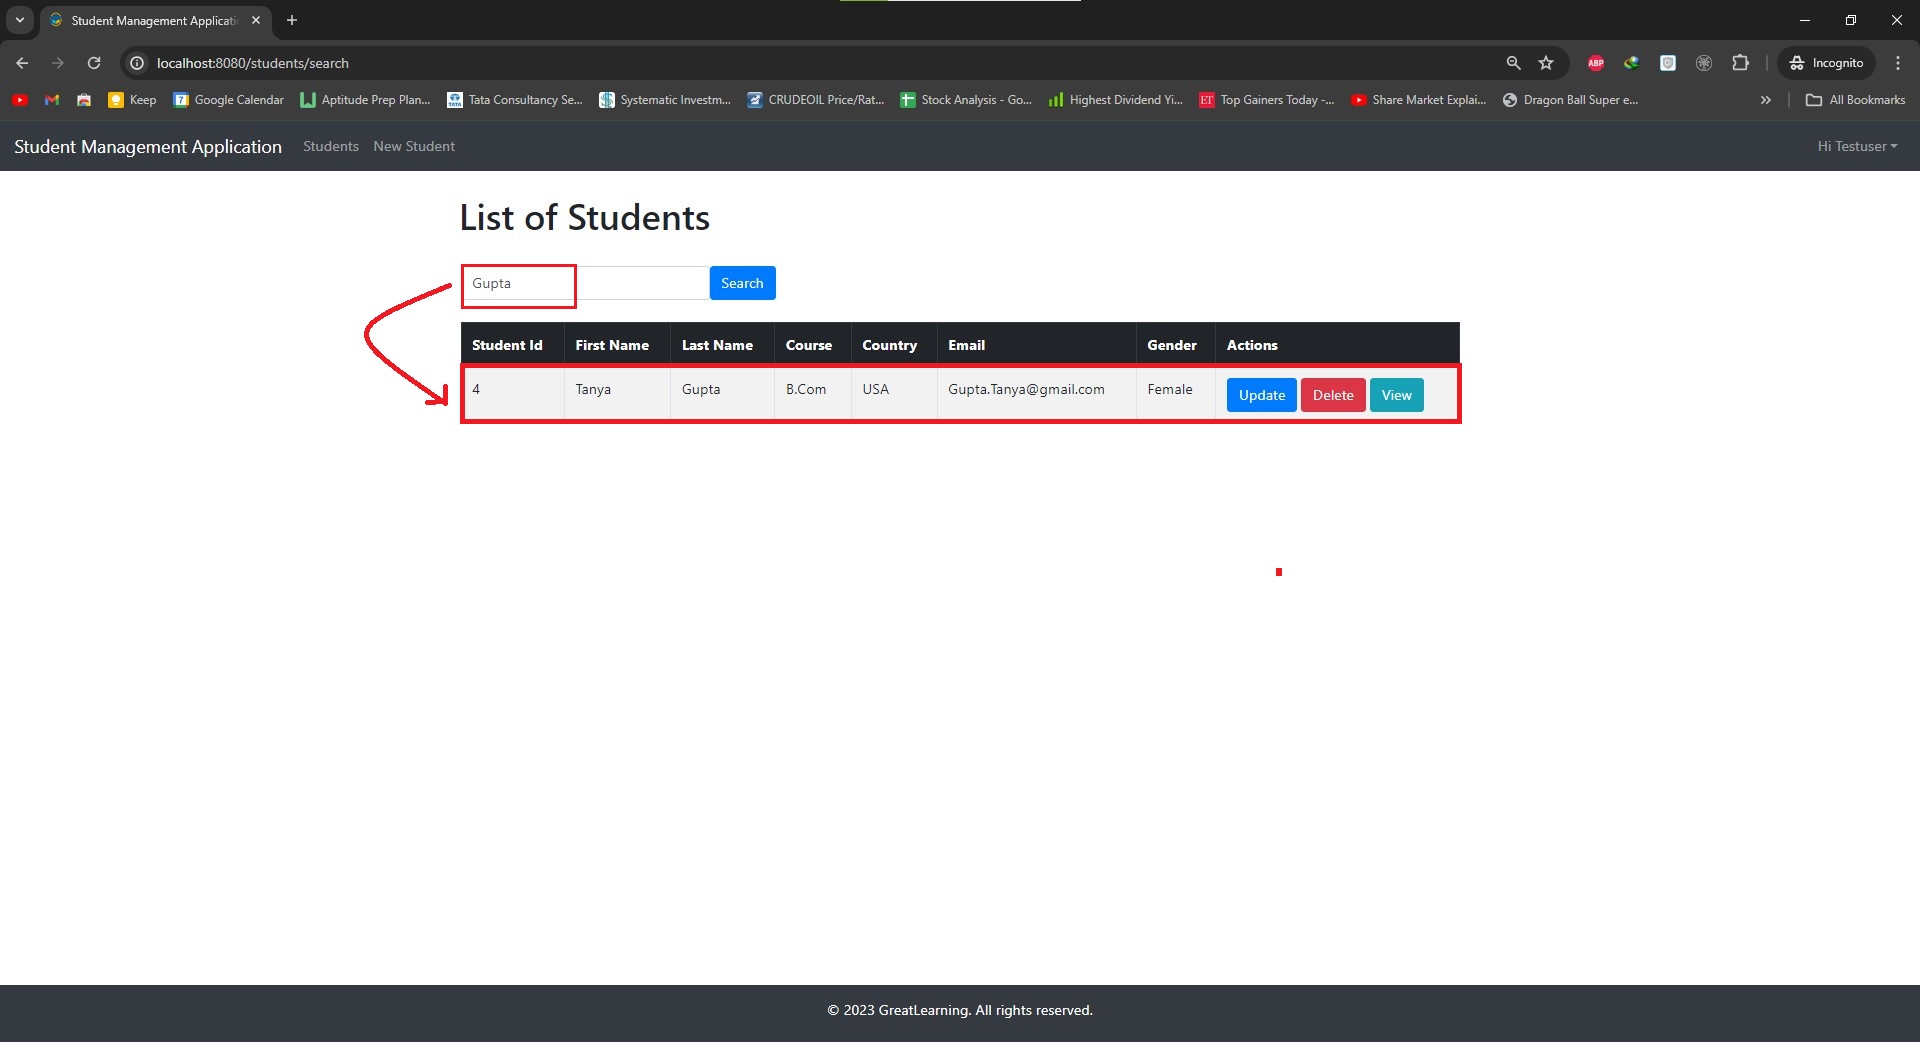 Student Management Applicati
localhost:8080/students/search
ABP
Incognito
Keep
7 Google Calendar
Aptitude Prep Plan...
TATA Tata Consultancy Se...
Systematic Investm...
CRUDEOIL Price/Rat...
Stock Analysis - Go...
Highest Dividend Yi...
ET Top Gainers Today -...
Share Market Explai...
Dragon Ball Super e...
All Bookmarks
Student Management Application Students New Student Hi Testuser
List of Students
Gupta Search
Student Id First Name Last Name Course Country Email Gender Actions
4 Tanya Gupta B.Com USA Gupta.Tanya@gmail.com Female Update Delete View
© 2023 GreatLearning. All rights reserved.